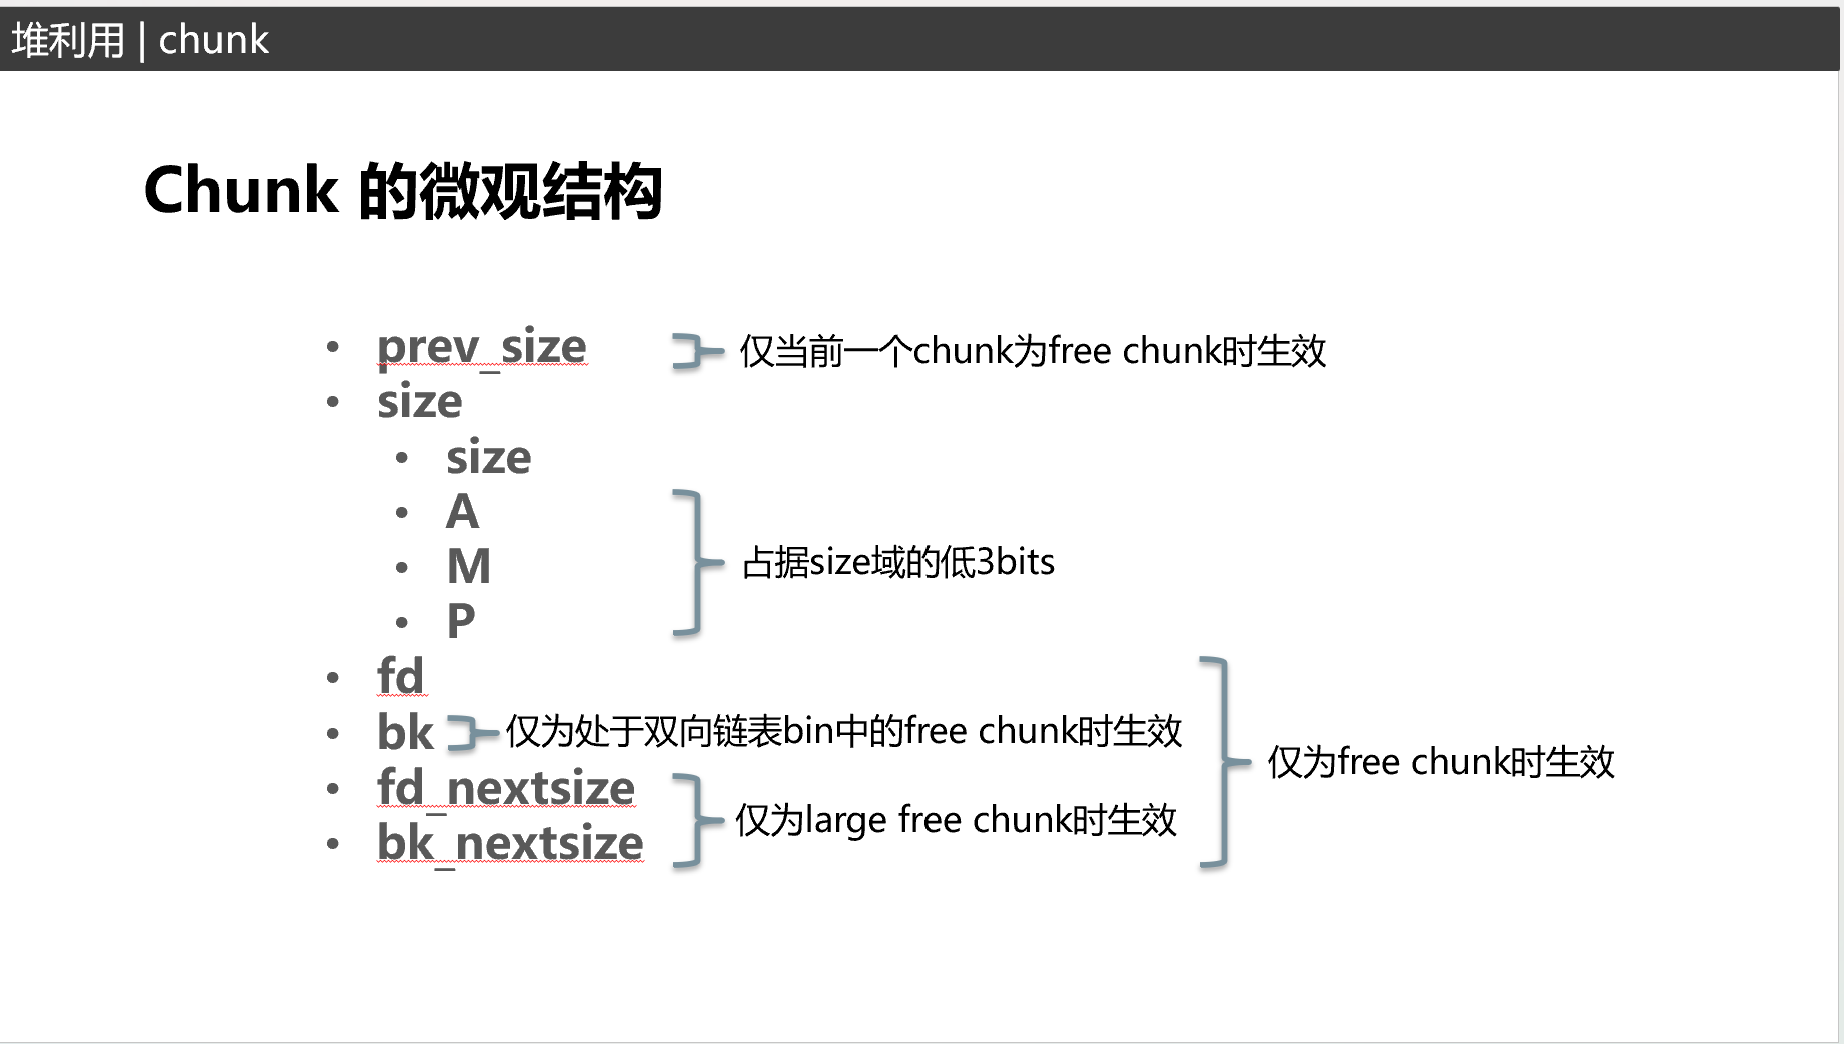 堆利用 | chunk
Chunk 的微观结构
• prev_size 仅当前一个chunk为free chunk时生效
• size
• size
• A
• M
占据size域的低3bits
• P
• fd
• bk 仅为处于双向链表bin中的free chunk时生效
仅为free chunk时生效
• fd_nextsize
仅为large free chunk时生效
• bk_nextsize